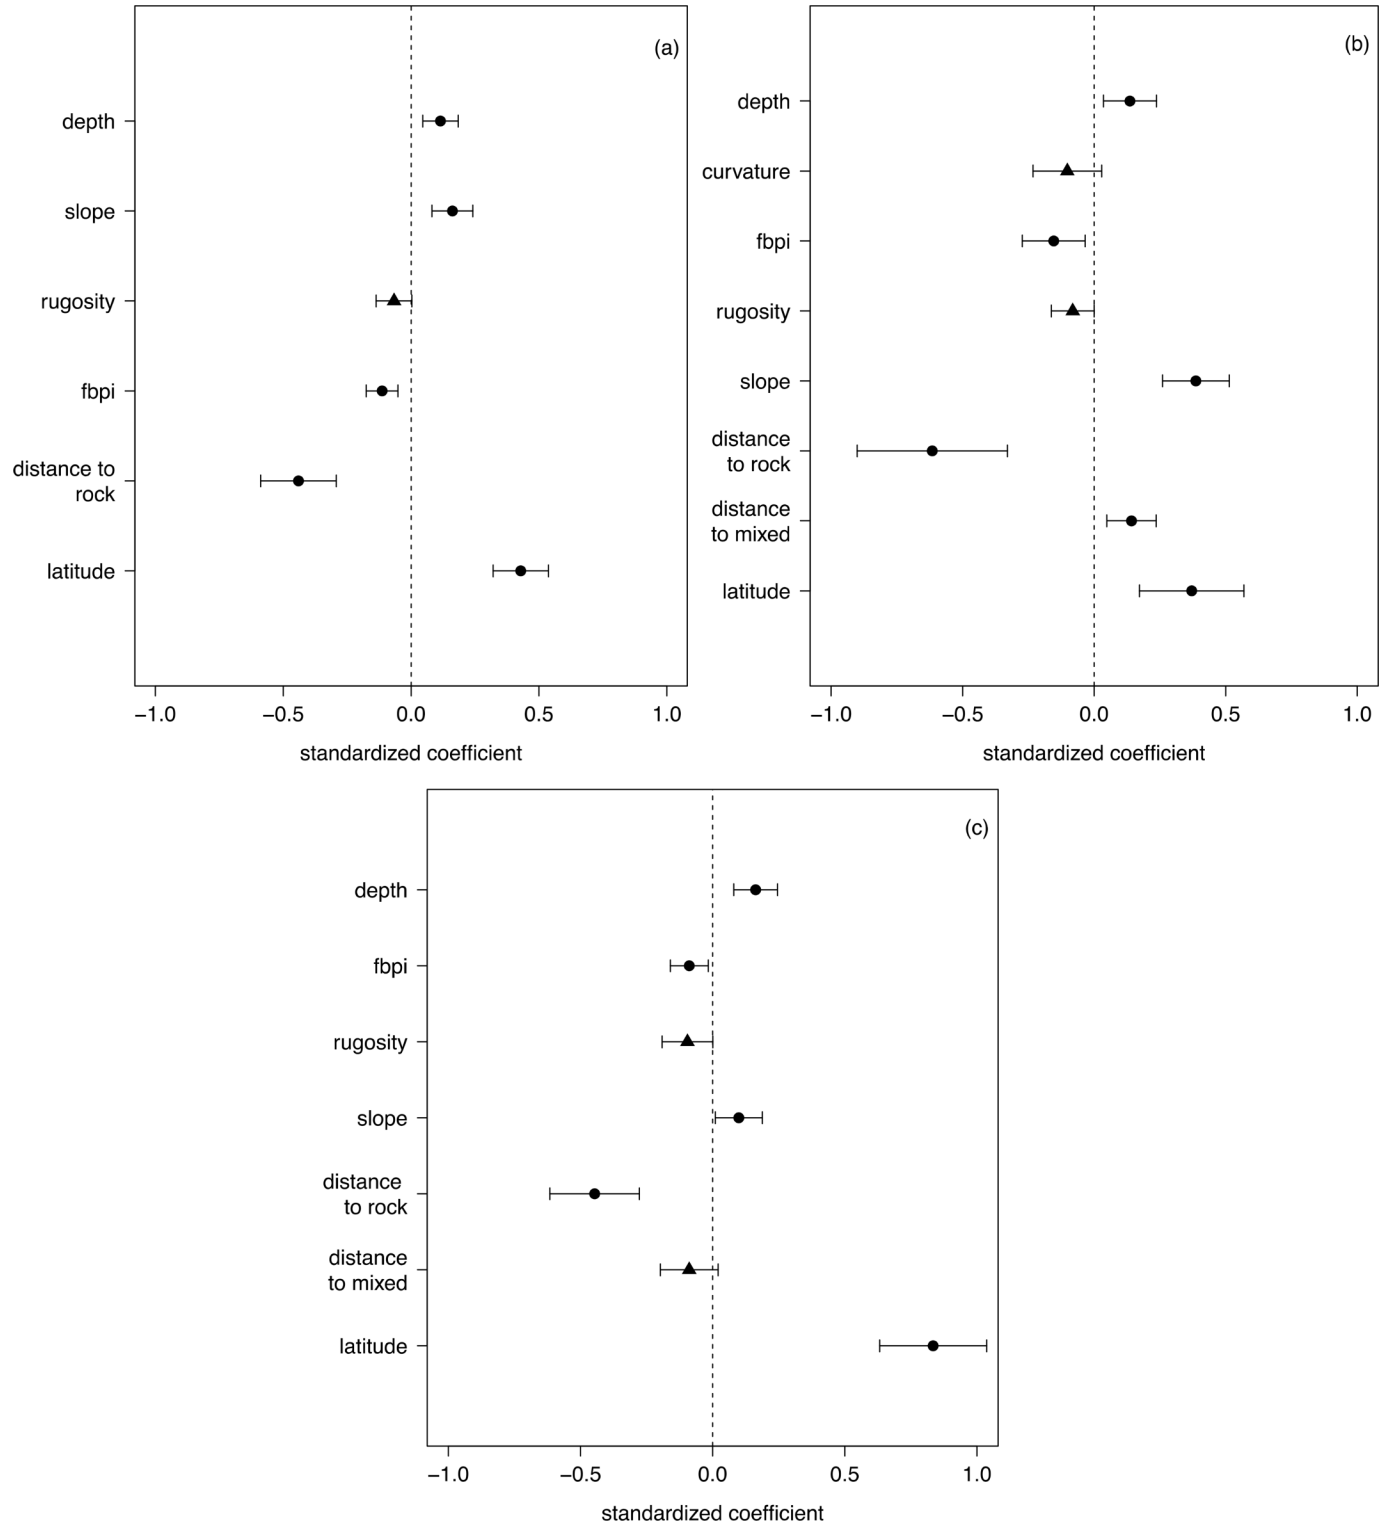 (a)
depth
slope
rugosity
fbpi
distance to
rock
latitude
−1.0 −0.5 0.0 0.5 1.0
standardized coefficient
(b)
depth
curvature
fbpi
rugosity
slope
distance
to rock
distance
to mixed
latitude
−1.0 −0.5 0.0 0.5 1.0
standardized coefficient
(c)
depth
fbpi
rugosity
slope
distance
to rock
distance
to mixed
latitude
−1.0 −0.5 0.0 0.5 1.0
standardized coefficient